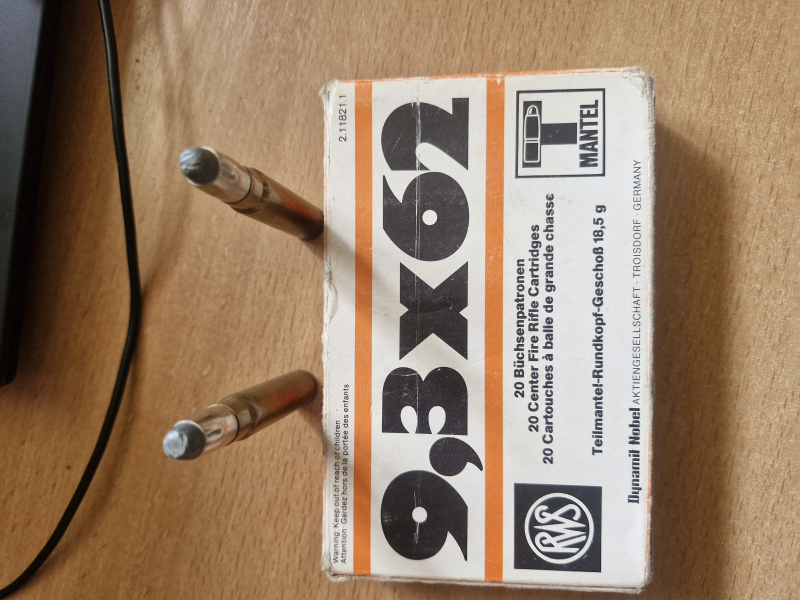 Warning: Keep out of reach of children.
Attention: Gardez hors de la portée des enfants
2.11821.1
9,3x62
RWS
20 Büchsenpatronen
20 Center Fire Rifle Cartridges
20 Cartouches à balle de grande chasse
Teilmantel-Rundkopf-Geschoß 18,5 g
T
MANTEL
Dynamit Nobel AKTIENGESELLSCHAFT · TROISDORF · GERMANY